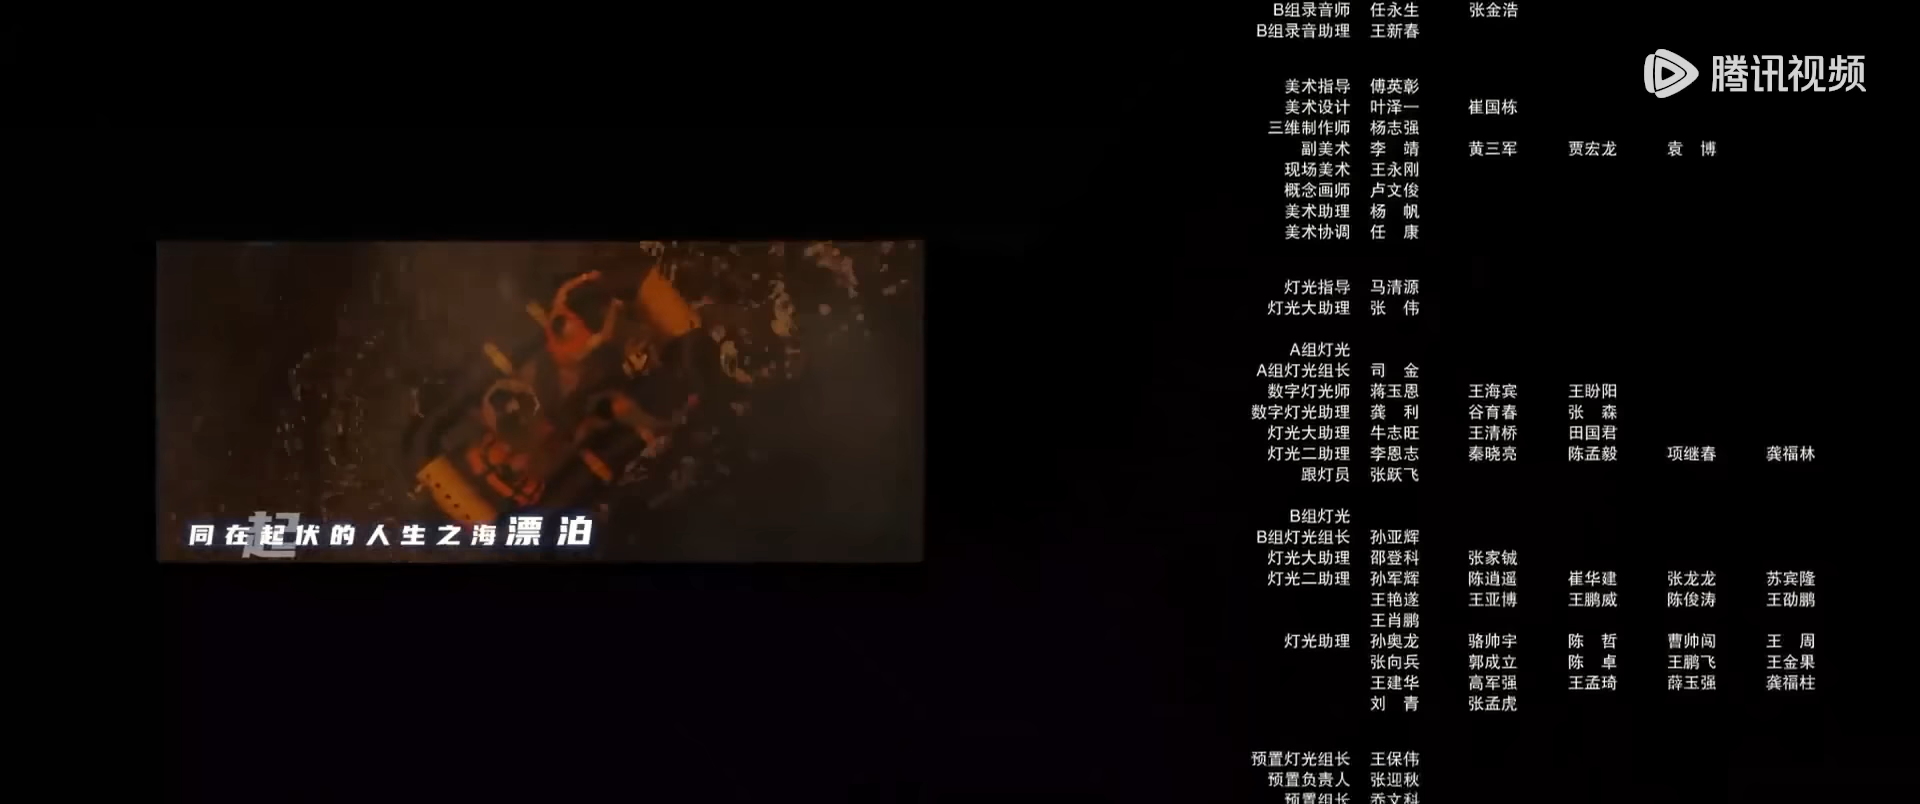 B组录音师 任永生 张金浩
B组录音助理 王新春
腾讯视频
美术指导 傅英彰
美术设计 叶泽一 崔国栋
三维制作师 杨志强
副美术 李 靖 黄三军 贾宏龙 袁 博
现场美术 王永刚
概念画师 卢文俊
美术助理 杨 帆
美术协调 任 康
灯光指导 马清源
灯光大助理 张 伟
A组灯光
A组灯光组长 司 金
数字灯光师 蒋玉恩 王海宾 王盼阳
数字灯光助理 龚 利 谷育春 张 森
灯光大助理 牛志旺 王清桥 田国君
灯光二助理 李恩志 秦晓亮 陈孟毅 项继春 龚福林
跟灯员 张跃飞
B组灯光
B组灯光组长 孙亚辉
灯光大助理 邵登科 张家铖
灯光二助理 孙军辉 陈逍遥 崔华建 张龙龙 苏宾隆
王艳遂 王亚博 王鹏威 陈俊涛 王劭鹏
王肖鹏
灯光助理 孙奥龙 骆帅宇 陈 哲 曹帅闯 王 周
张向兵 郭成立 陈 卓 王鹏飞 王金果
王建华 高军强 王孟琦 薛玉强 龚福柱
刘 青 张孟虎
预置灯光组长 王保伟
预置负责人 张迎秋
预置组长 乔文科
同在起伏的人生之海漂泊
起